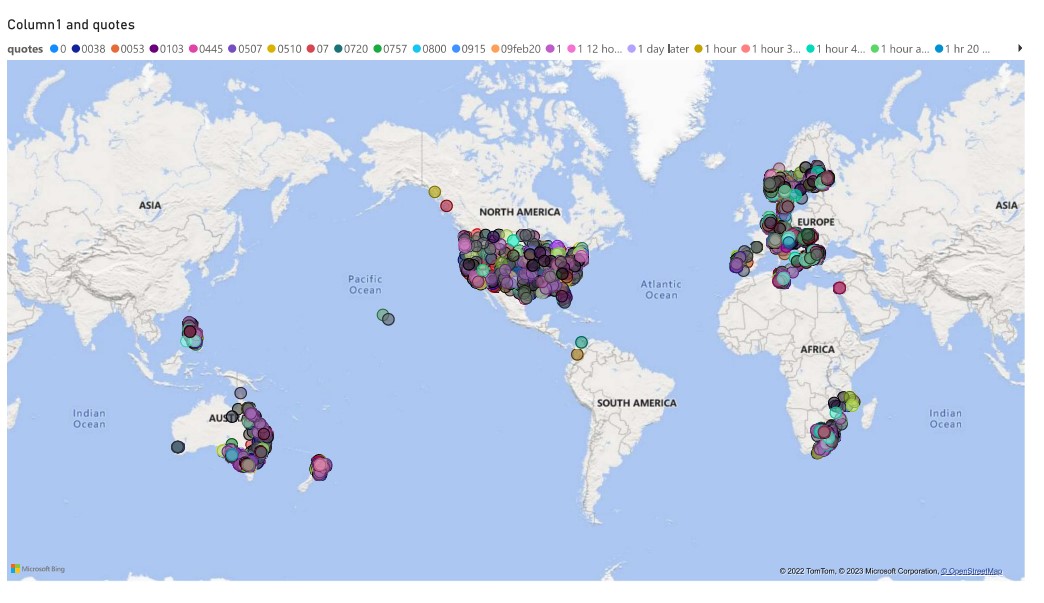 Column1 and quotes
quotes 0 0038 0053 0103 0445 0507 0510 07 0720 0757 0800 0915 09feb20 1 1 12 ho... 1 day later 1 hour 1 hour 3... 1 hour 4... 1 hour a... 1 hr 20 ...
ASIA
NORTH AMERICA
EUROPE
ASIA
Pacific
Ocean
Atlantic
Ocean
AFRICA
SOUTH AMERICA
Indian
Ocean
AUST
Indian
Ocean
Microsoft Bing
© 2022 TomTom, © 2023 Microsoft Corporation, © OpenStreetMap